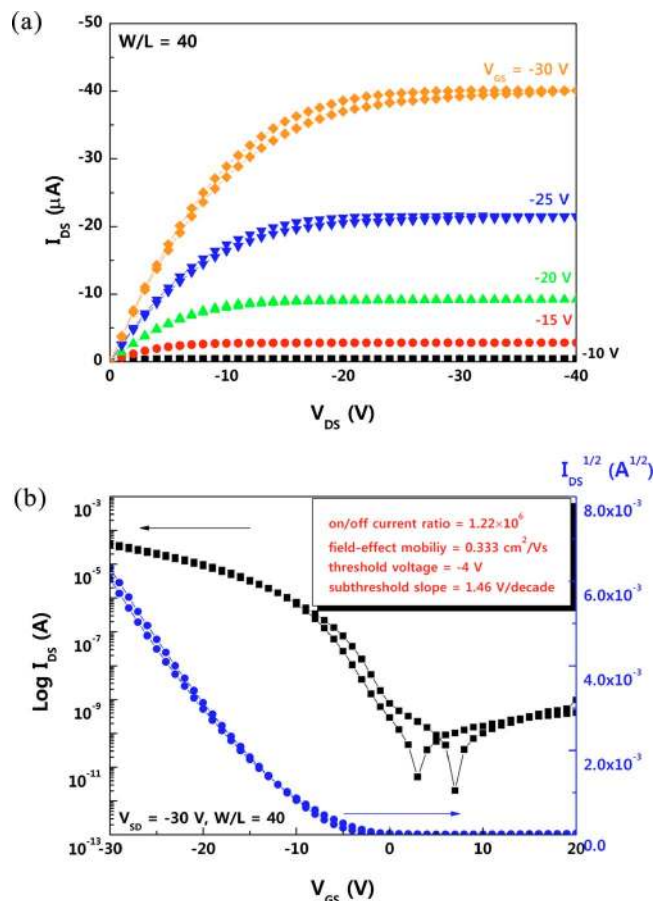 (a)
W/L = 40
V_GS = -30 V
-25 V
-20 V
-15 V
-10 V
-50
-40
-30
-20
-10
0
I_DS (μA)
0
-10
-20
-30
-40
V_DS (V)
(b)
I_DS^1/2 (A^1/2)
10^-3
10^-5
10^-7
10^-9
10^-11
10^-13
Log I_DS (A)
on/off current ratio = 1.22×10^6
field-effect mobiliy = 0.333 cm^2/Vs
threshold voltage = -4 V
subthreshold slope = 1.46 V/decade
8.0x10^-3
6.0x10^-3
4.0x10^-3
2.0x10^-3
0.0
V_SD = -30 V, W/L = 40
-30
-20
-10
0
10
20
V_GS (V)